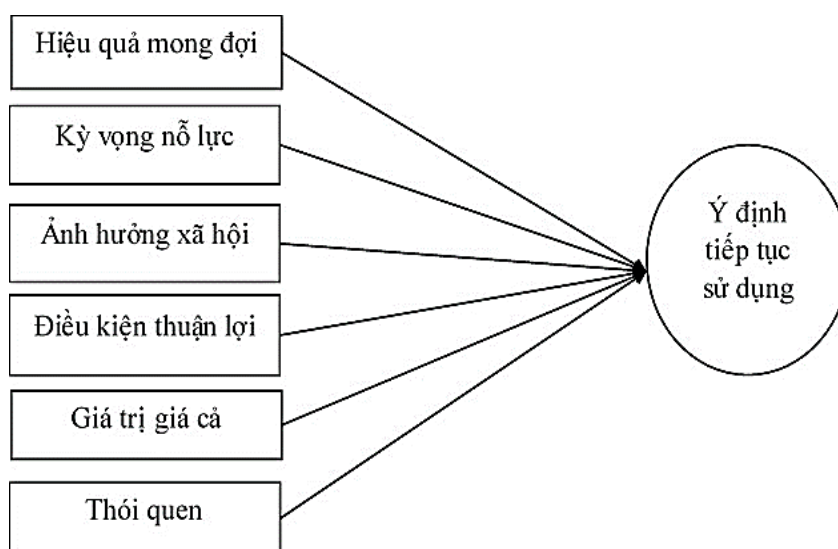 Hiệu quả mong đợi
Kỳ vọng nỗ lực
Ảnh hưởng xã hội
Điều kiện thuận lợi
Giá trị giá cả
Thói quen
Ý định
tiếp tục
sử dụng